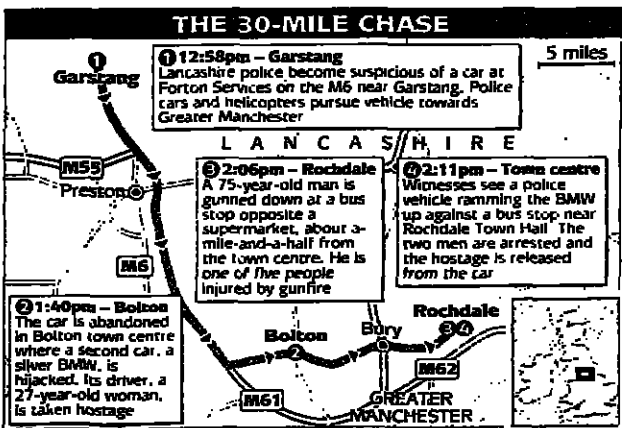 THE 30-MILE CHASE
① 12:58pm – Garstang
Lancashire police become suspicious of a car at
Forton Services on the M6 near Garstang. Police
cars and helicopters pursue vehicle towards
Greater Manchester
5 miles
①
Garstang
LANCASHIRE
M55
Preston
M6
③ 2:06pm – Rochdale
A 75-year-old man is
gunned down at a bus
stop opposite a
supermarket, about a-
mile-and-a-half from
the town centre. He is
one of five people
injured by gunfire
④ 2:11pm – Town centre
Witnesses see a police
vehicle ramming the BMW
up against a bus stop near
Rochdale Town Hall. The
two men are arrested and
the hostage is released
from the car
② 1:40pm – Bolton
The car is abandoned
in Bolton town centre
where a second car, a
silver BMW, is
hijacked. Its driver, a
27-year-old woman,
is taken hostage
Bolton
②
Bury
Rochdale
③④
M62
M61
GREATER
MANCHESTER